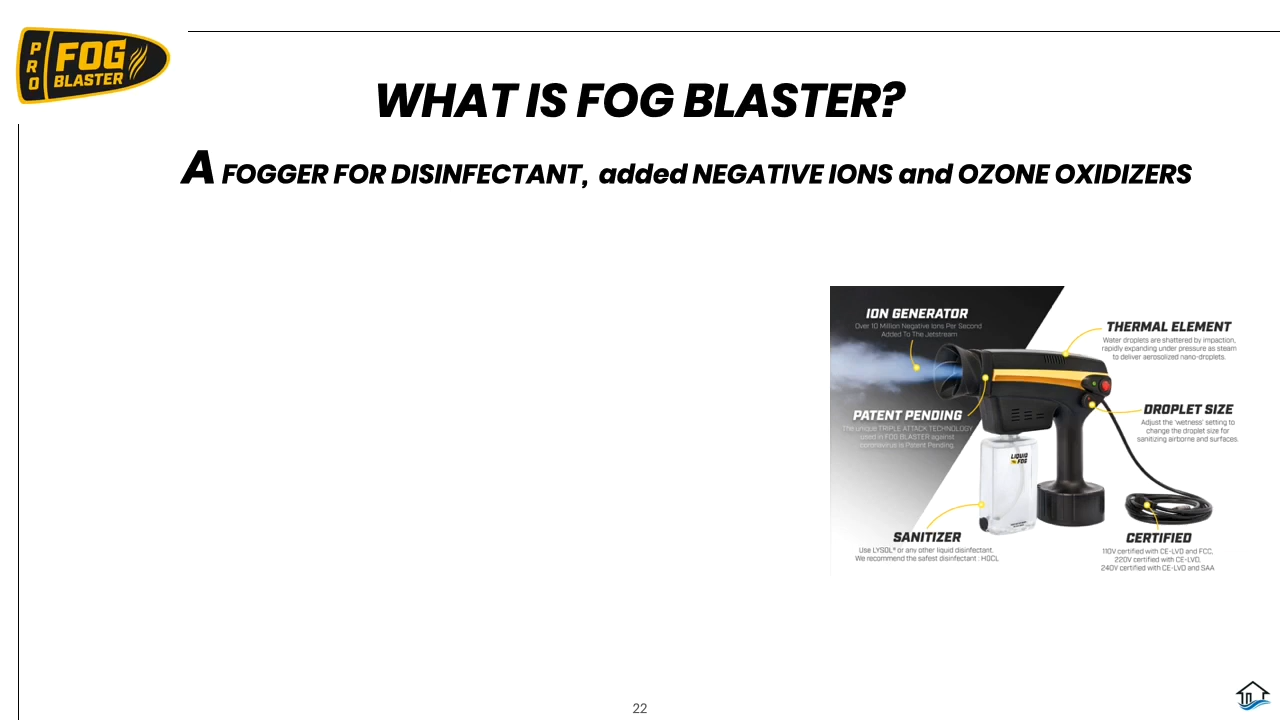 PRO
FOG
BLASTER
WHAT IS FOG BLASTER?
A FOGGER FOR DISINFECTANT, added NEGATIVE IONS and OZONE OXIDIZERS
ION GENERATOR
Over 10 Million Negative Ions Per Second
Added To The Jetstream
THERMAL ELEMENT
Water droplets are shattered by impaction,
rapidly expanding under pressure as steam
to deliver aerosolized nano-droplets.
PATENT PENDING
The unique TRIPLE ATTACK TECHNOLOGY
used in FOG BLASTER against
coronavirus is Patent Pending.
DROPLET SIZE
Adjust the 'wetness' setting to
change the droplet size for
sanitizing airborne and surfaces.
LIQUID
FOG
SANITIZER
Use LYSOL® or any other liquid disinfectant.
We recommend the safest disinfectant : HOCL
CERTIFIED
110V certified with CE-LVD and FCC,
220V certified with CE-LVD,
240V certified with CE-LVD and SAA
22